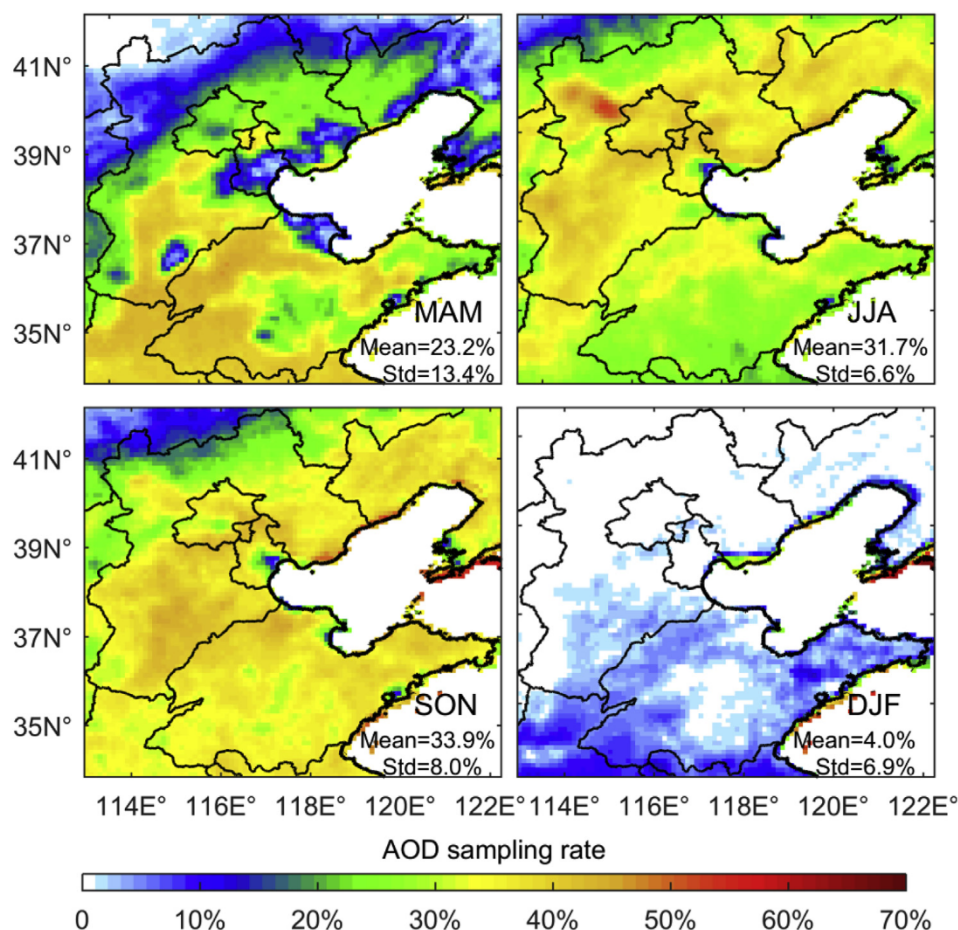 41N°
39N°
37N°
35N°
MAM
Mean=23.2%
Std=13.4%
JJA
Mean=31.7%
Std=6.6%
41N°
39N°
37N°
35N°
SON
Mean=33.9%
Std=8.0%
DJF
Mean=4.0%
Std=6.9%
114E° 116E° 118E° 120E° 122E° 114E° 116E° 118E° 120E° 122E°
AOD sampling rate
0 10% 20% 30% 40% 50% 60% 70%